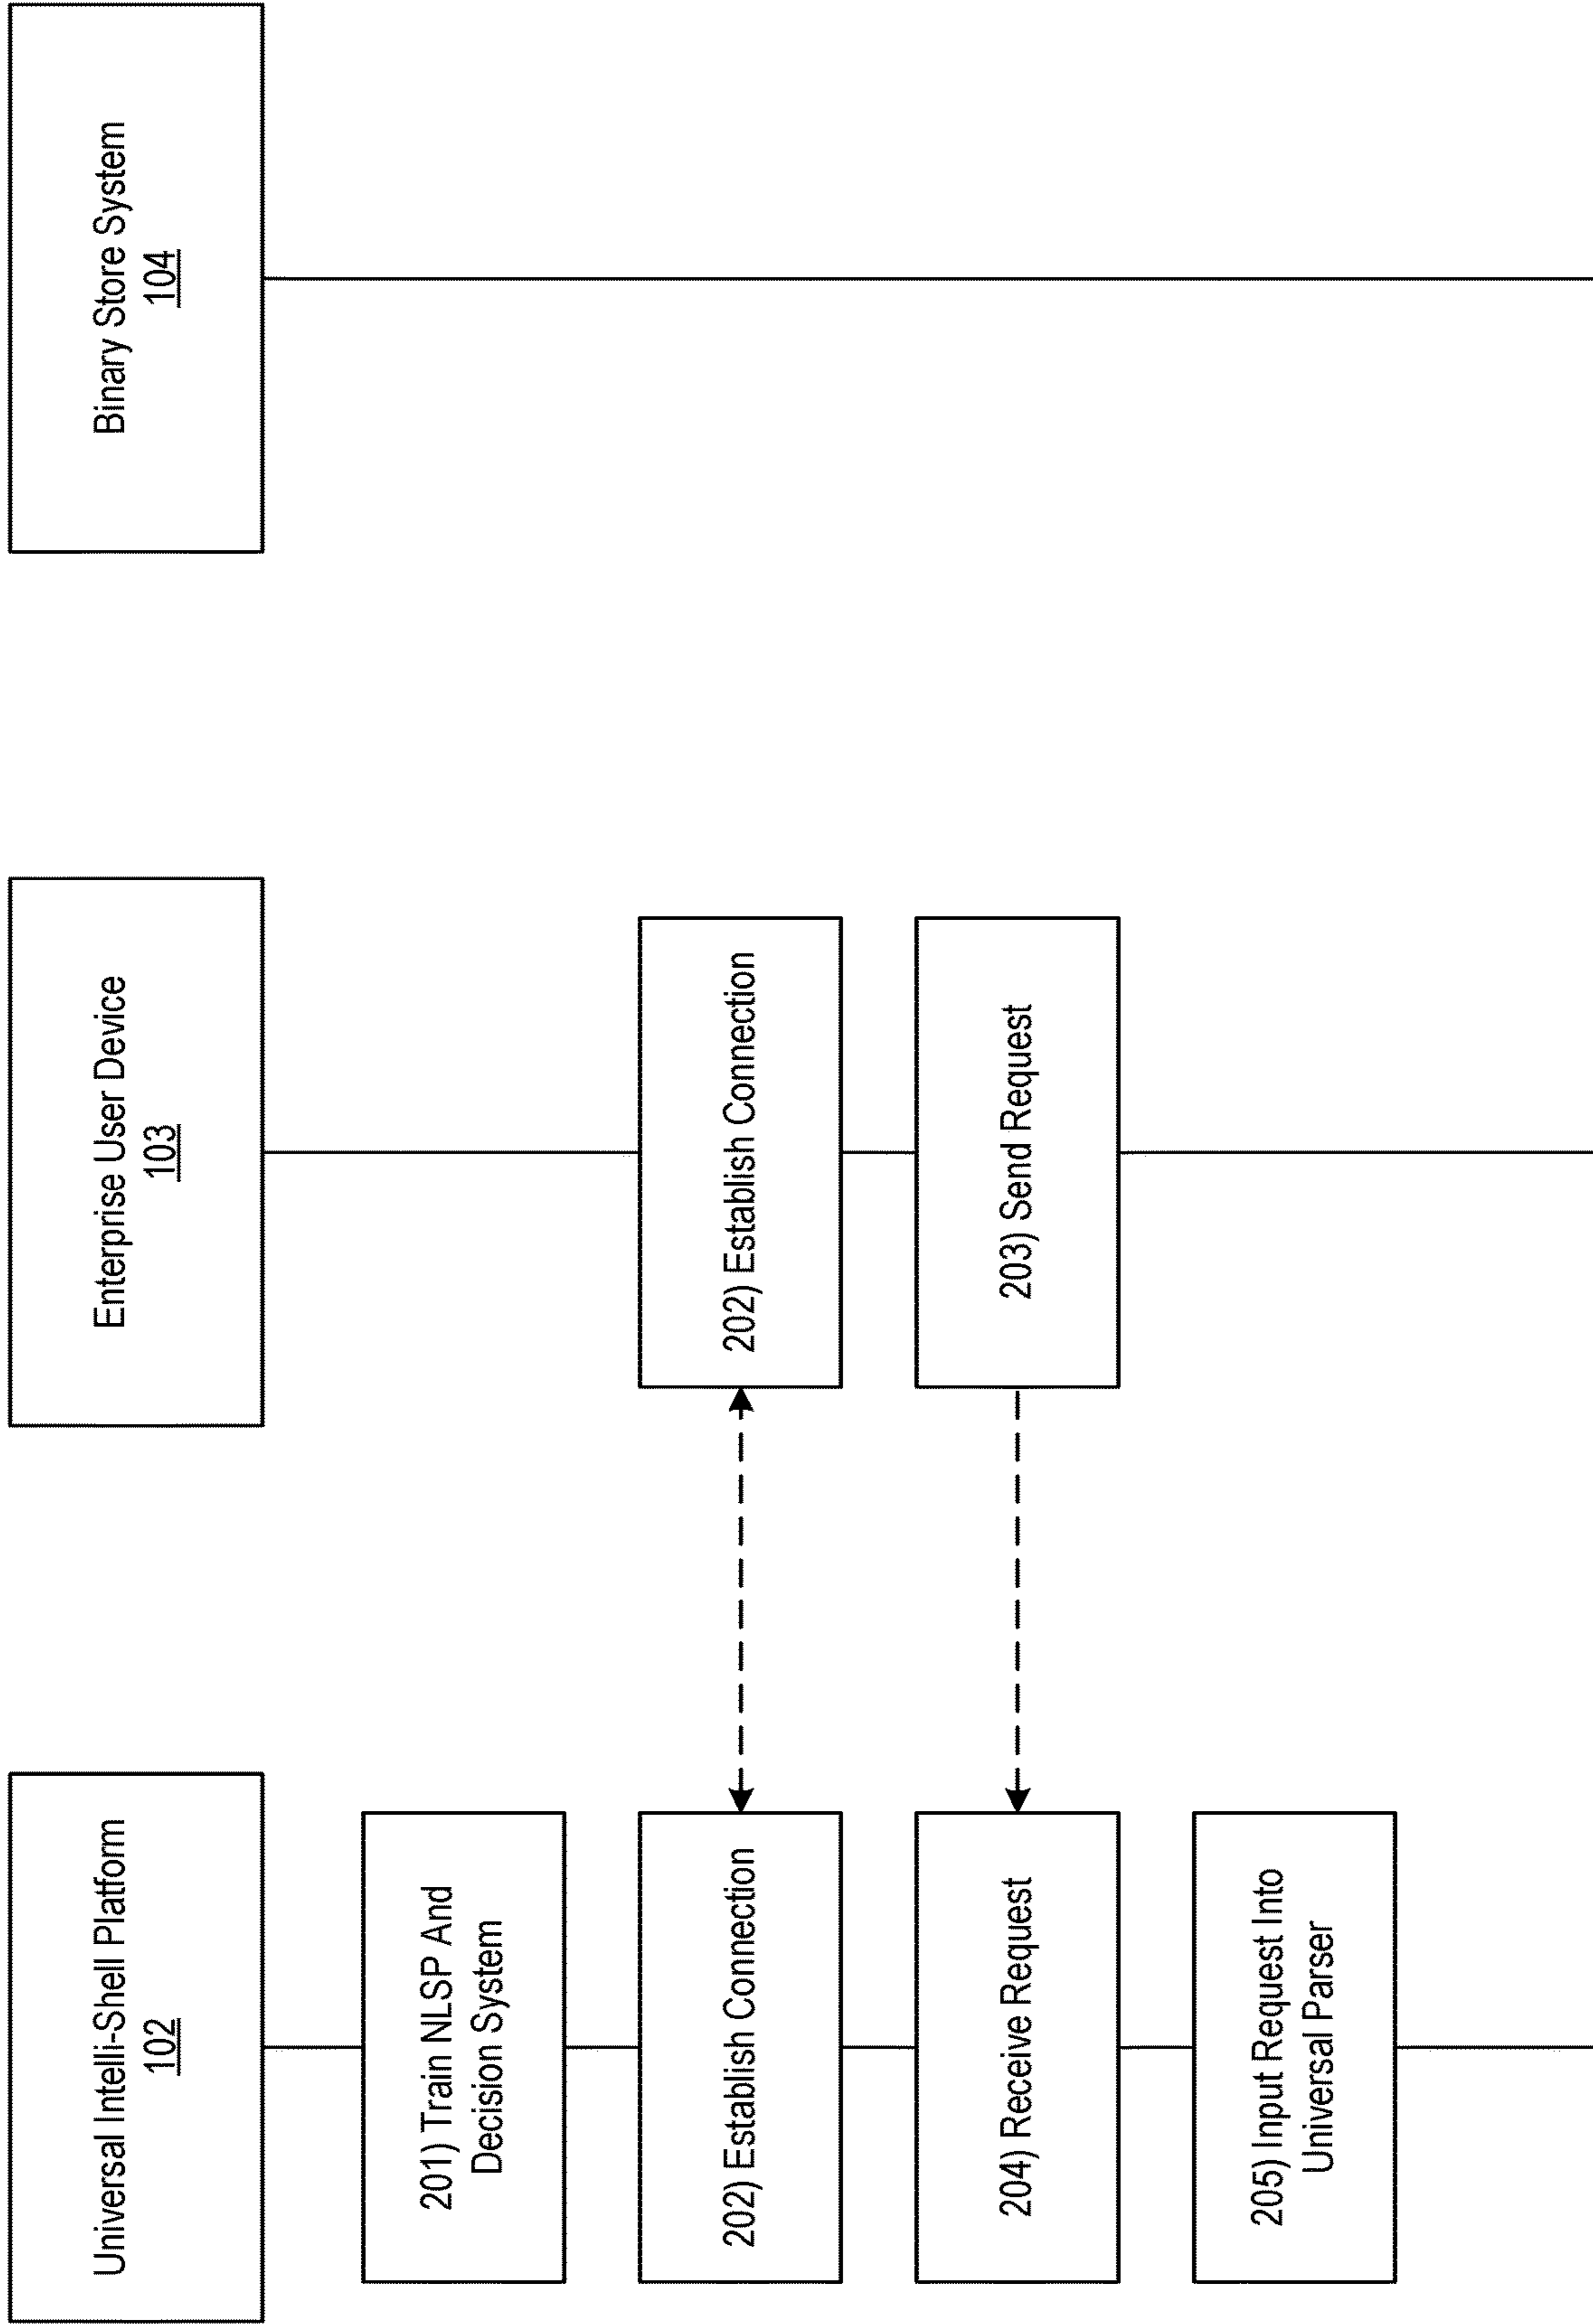 Universal Intelli-Shell Platform
102
Enterprise User Device
103
Binary Store System
104
201) Train NLSP And
Decision System
202) Establish Connection
202) Establish Connection
203) Send Request
204) Receive Request
205) Input Request Into
Universal Parser